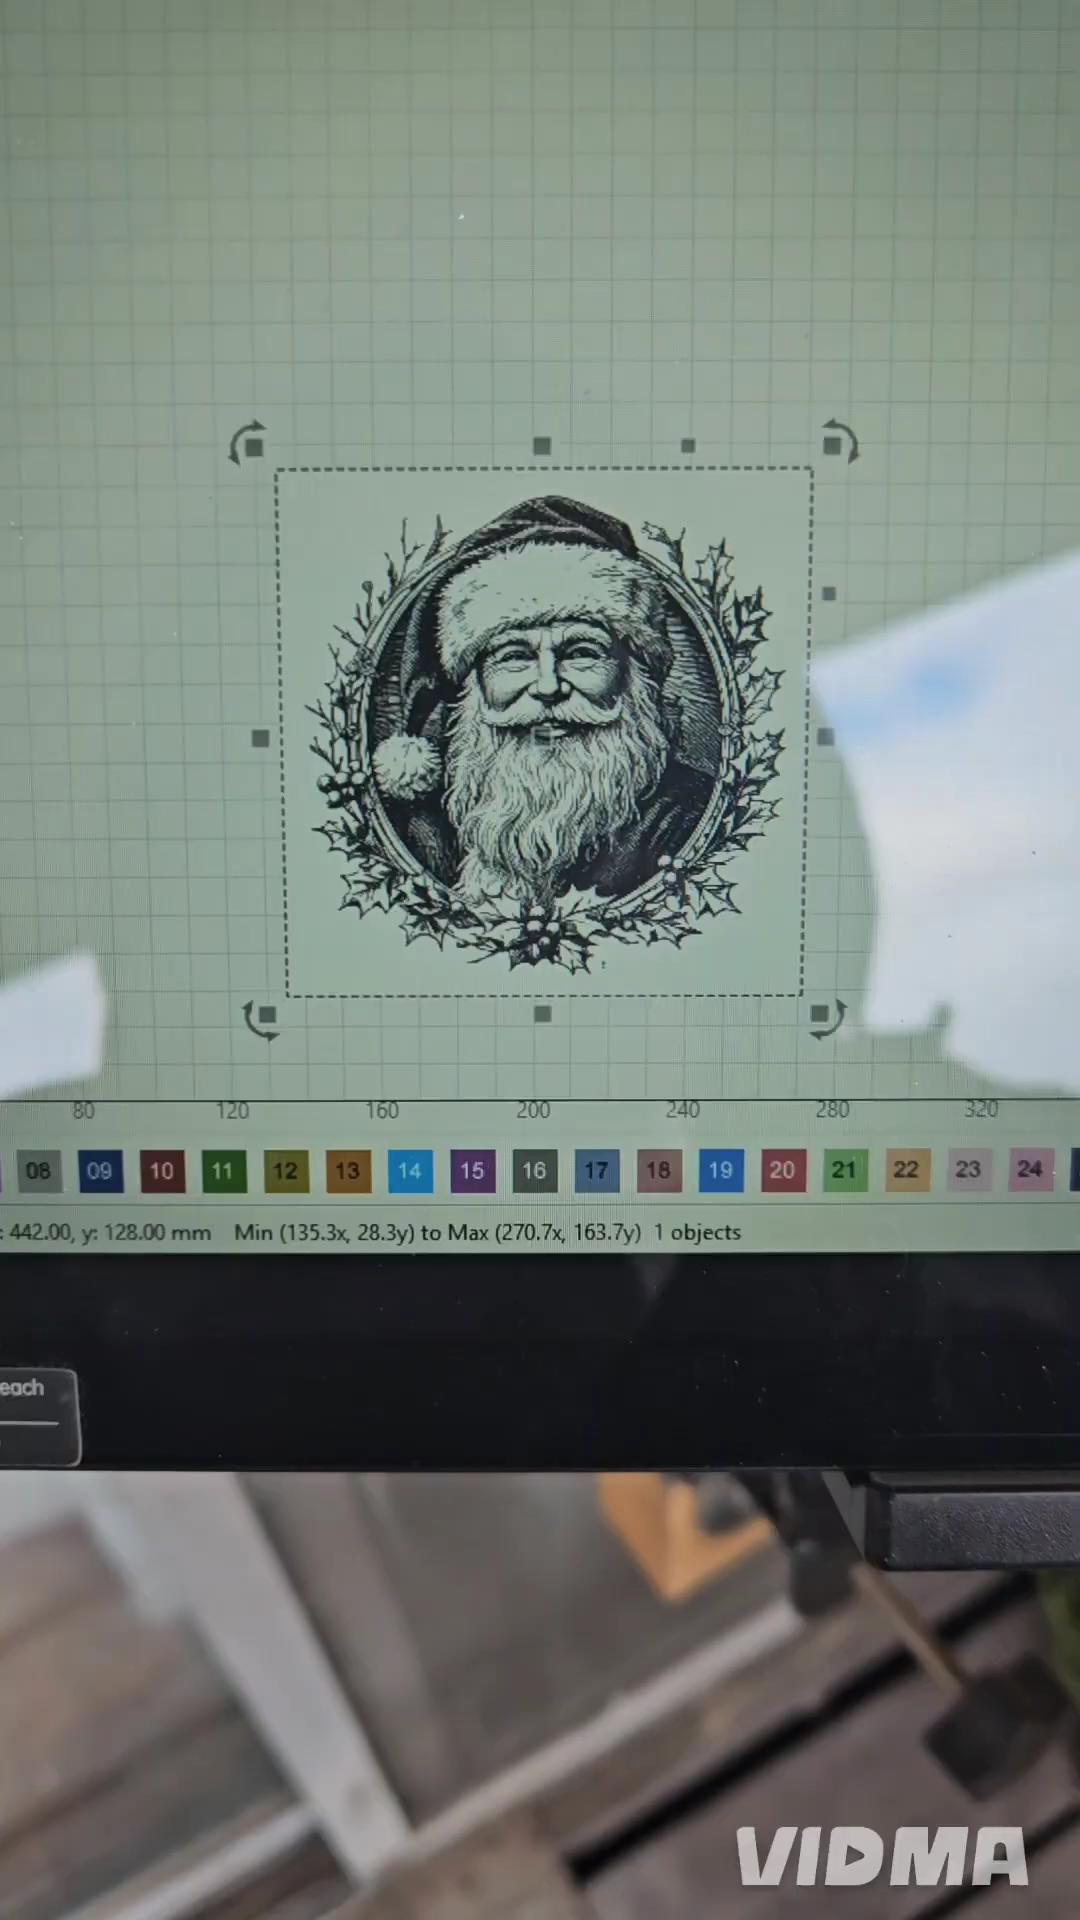 80 120 160 200 240 280 320
08 09 10 11 12 13 14 15 16 17 18 19 20 21 22 23 24
: 442.00, y: 128.00 mm Min (135.3x, 28.3y) to Max (270.7x, 163.7y) 1 objects
each
VIDMA